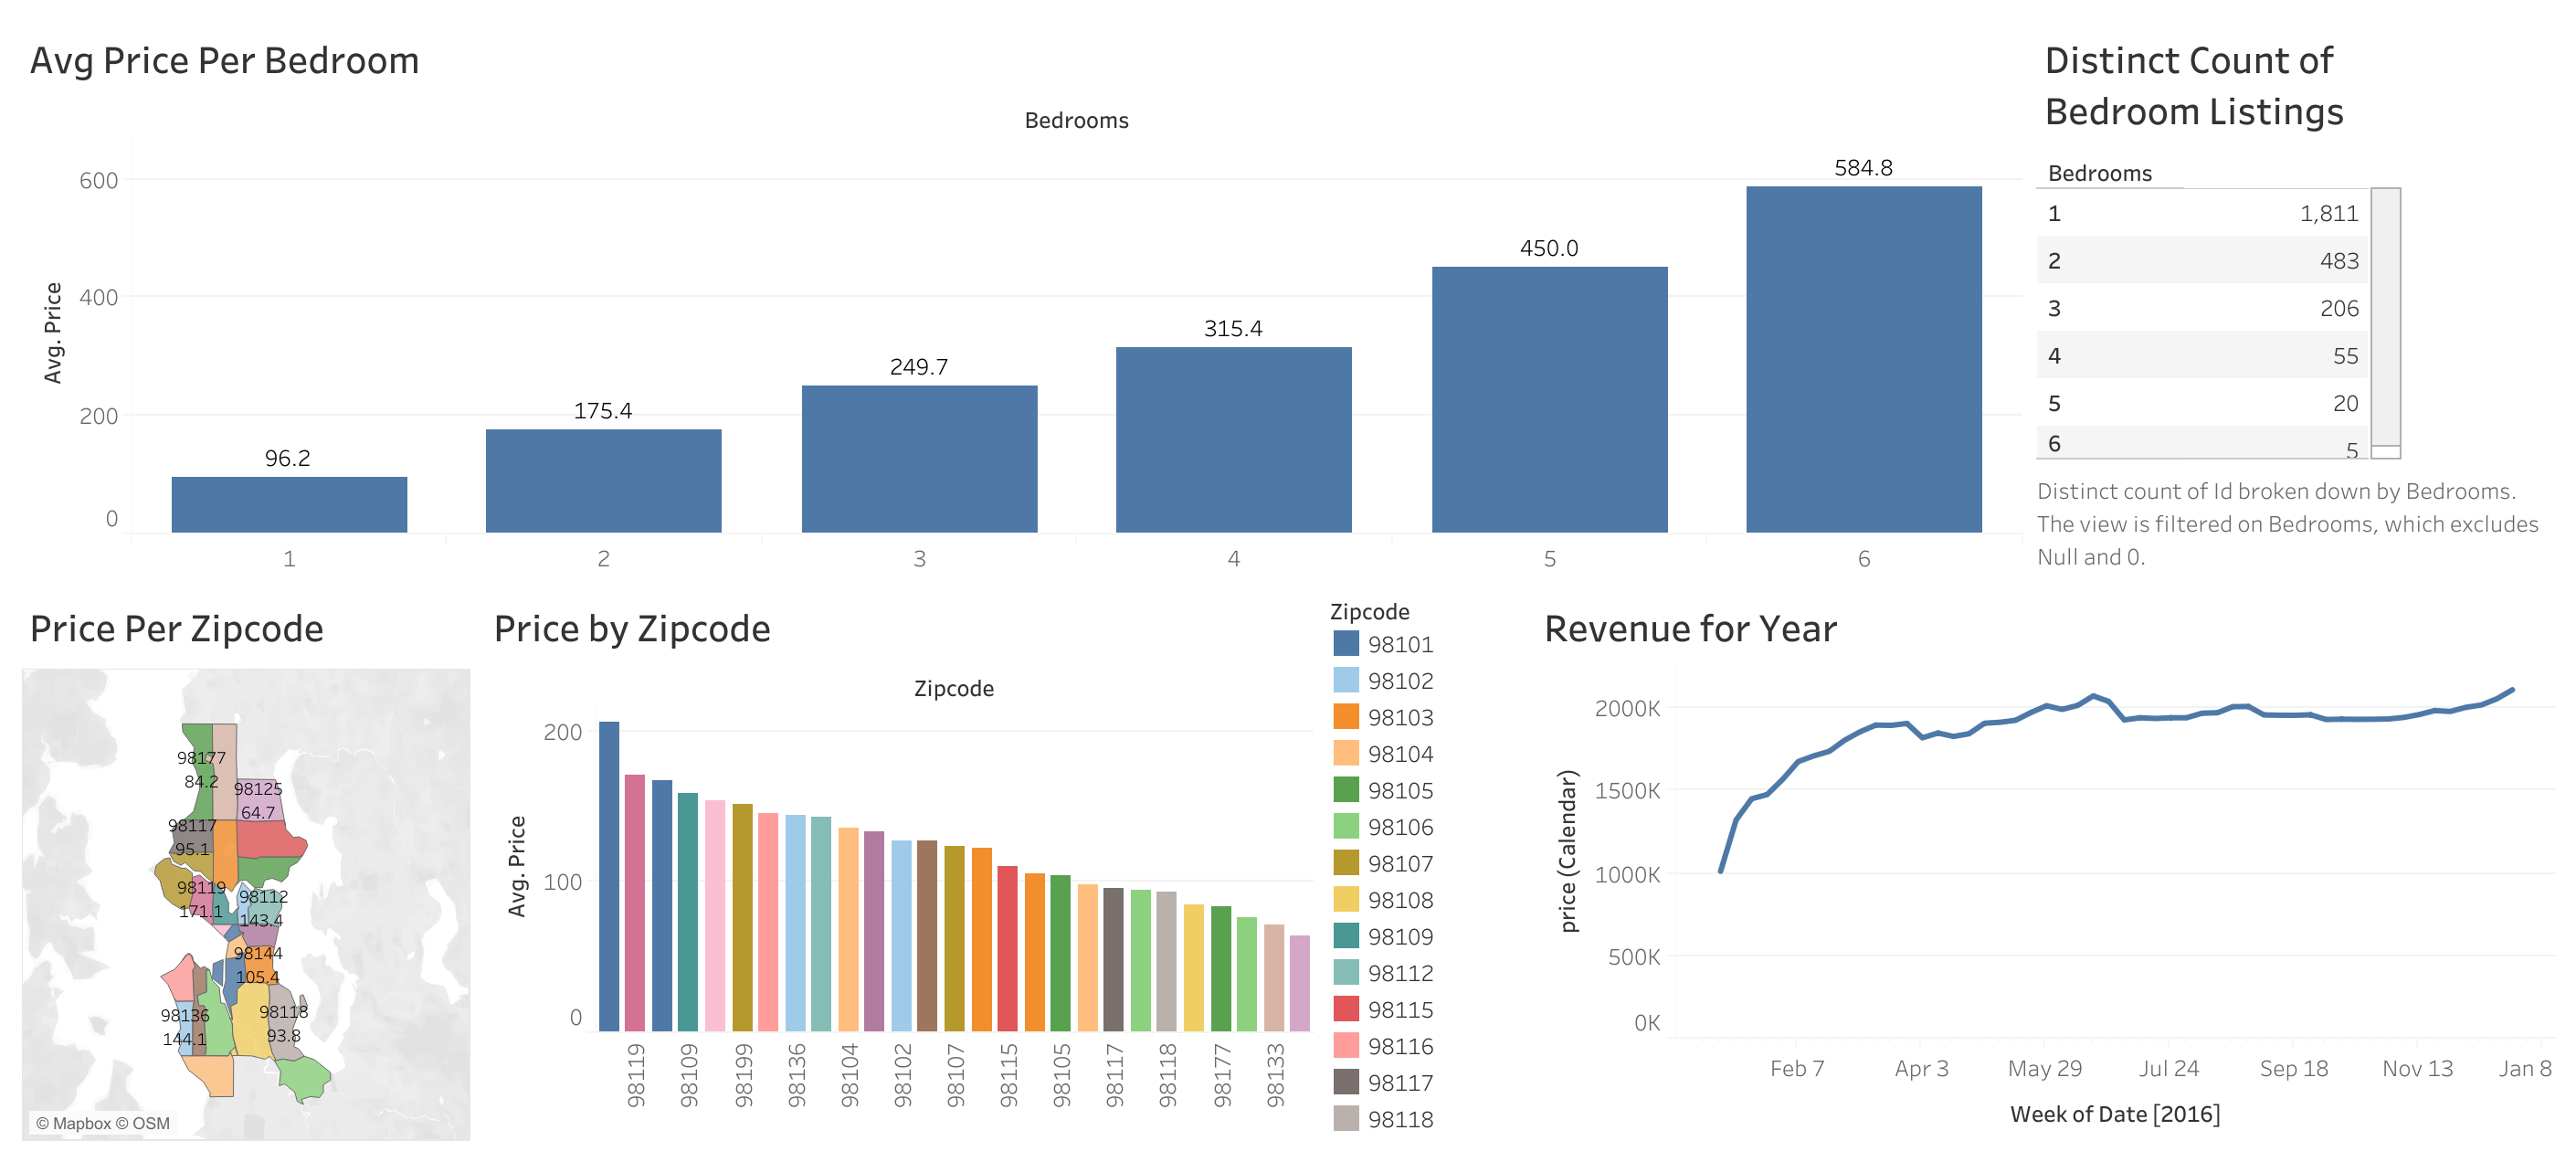 Avg Price Per Bedroom
Bedrooms
Avg. Price
600
400
200
0
96.2
175.4
249.7
315.4
450.0
584.8
1
2
3
4
5
6
Distinct Count of
Bedroom Listings
Bedrooms
1 1,811
2 483
3 206
4 55
5 20
6 5
Distinct count of Id broken down by Bedrooms.
The view is filtered on Bedrooms, which excludes
Null and 0.
Price Per Zipcode
98177
84.2
98125
64.7
98117
95.1
98119
171.1
98112
143.4
98144
105.4
98136
144.1
98118
93.8
© Mapbox © OSM
Price by Zipcode
Zipcode
Avg. Price
200
100
0
98119
98109
98199
98136
98104
98102
98107
98115
98105
98117
98118
98177
98133
Zipcode
98101
98102
98103
98104
98105
98106
98107
98108
98109
98112
98115
98116
98117
98118
Revenue for Year
price (Calendar)
2000K
1500K
1000K
500K
0K
Feb 7
Apr 3
May 29
Jul 24
Sep 18
Nov 13
Jan 8
Week of Date [2016]